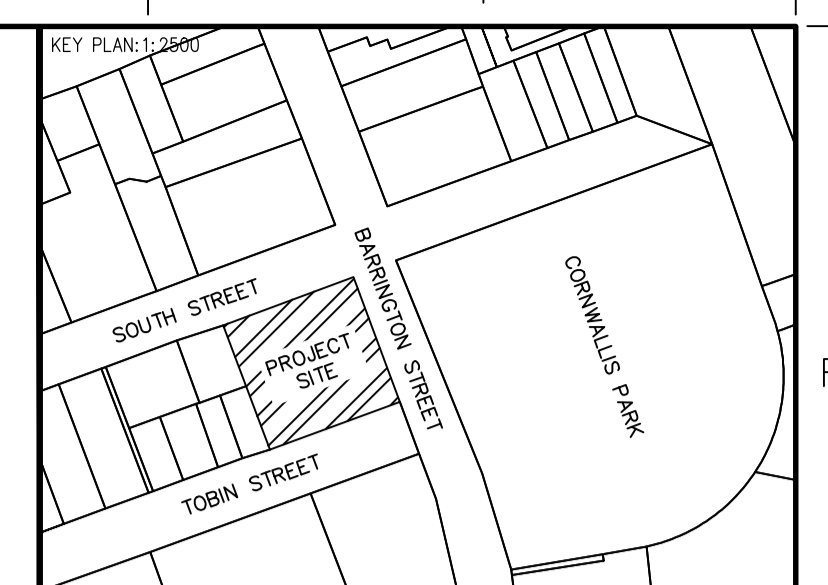 KEY PLAN:1:2500
BARRINGTON STREET
CORNWALLIS PARK
SOUTH STREET
PROJECT
SITE
TOBIN STREET